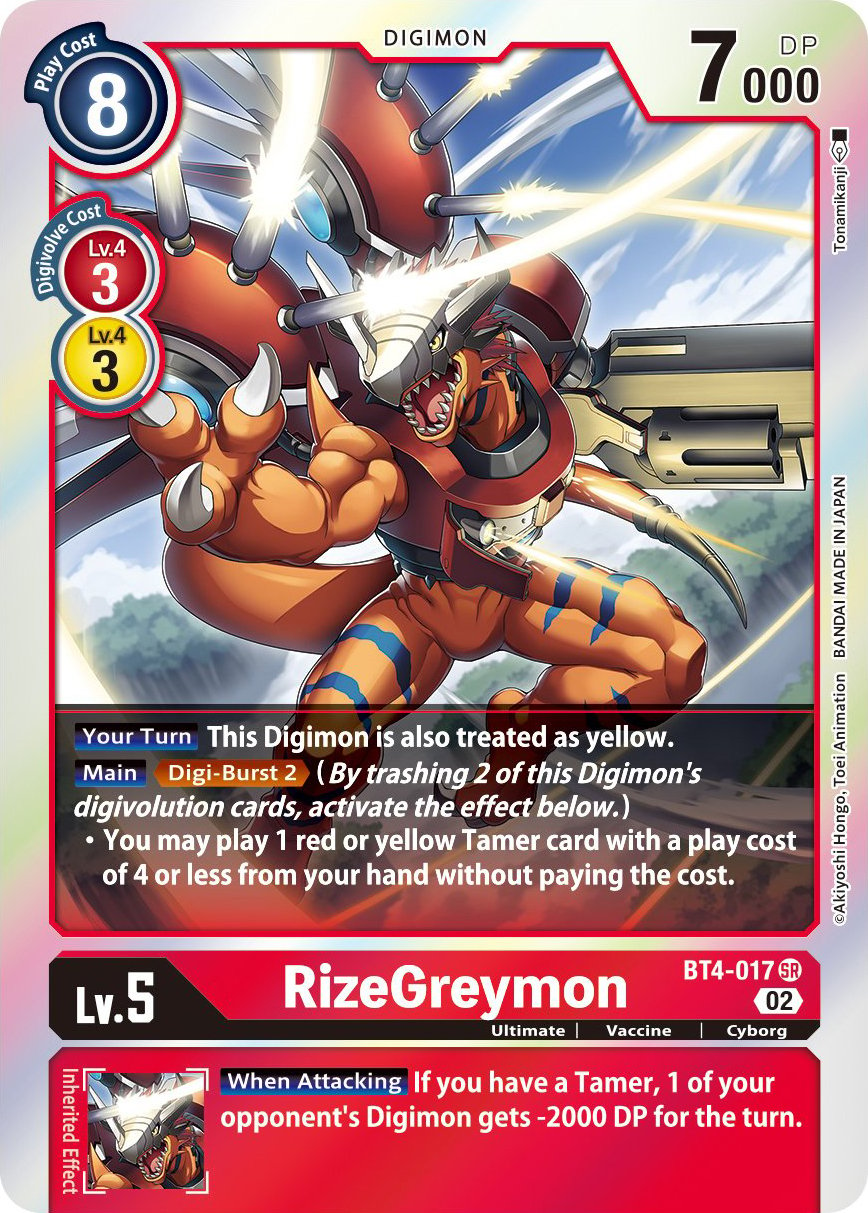 DIGIMON
Play Cost
8
7000
DP
Digivolve Cost
Lv.4
3
Lv.4
3
Tonamikanji
BANDAI MADE IN JAPAN
©Akiyoshi Hongo, Toei Animation
Your Turn This Digimon is also treated as yellow.
Main Digi-Burst 2 (By trashing 2 of this Digimon's
digivolution cards, activate the effect below.)
・You may play 1 red or yellow Tamer card with a play cost
of 4 or less from your hand without paying the cost.
Lv.5
RizeGreymon
BT4-017 SR
02
Ultimate | Vaccine | Cyborg
Inherited Effect
When Attacking If you have a Tamer, 1 of your
opponent's Digimon gets -2000 DP for the turn.